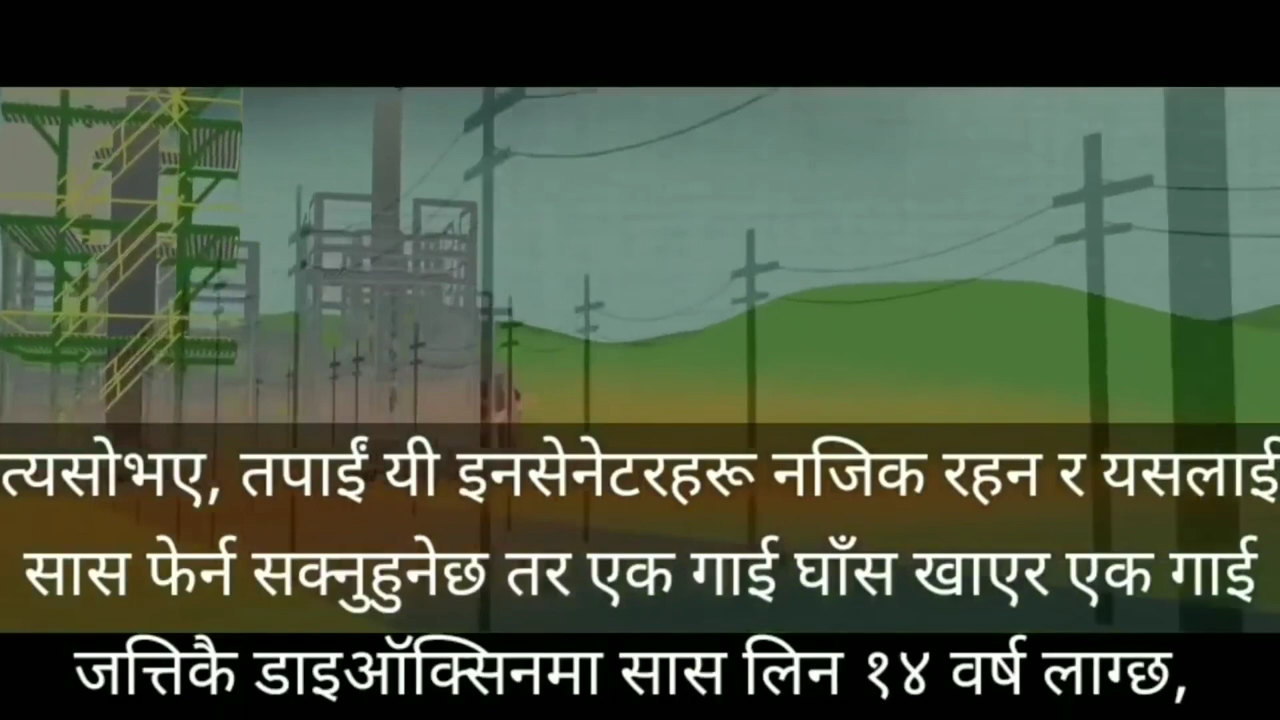 त्यसोभए, तपाईं यी इनसेनेटरहरू नजिक रहन र यसलाई
सास फेर्न सक्नुहुनेछ तर एक गाई घाँस खाएर एक गाई
जत्तिकै डाइऑक्सिनमा सास लिन १४ वर्ष लाग्छ,